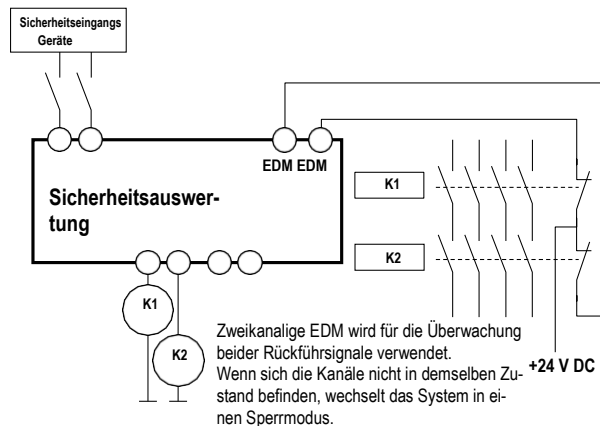 Sicherheitseingangs
Geräte
EDM EDM
Sicherheitsauswer-
tung
K1
K2
K1
K2
Zweikanalige EDM wird für die Überwachung
beider Rückführsignale verwendet.
Wenn sich die Kanäle nicht in demselben Zu-
stand befinden, wechselt das System in ei-
nen Sperrmodus.
+24 V DC